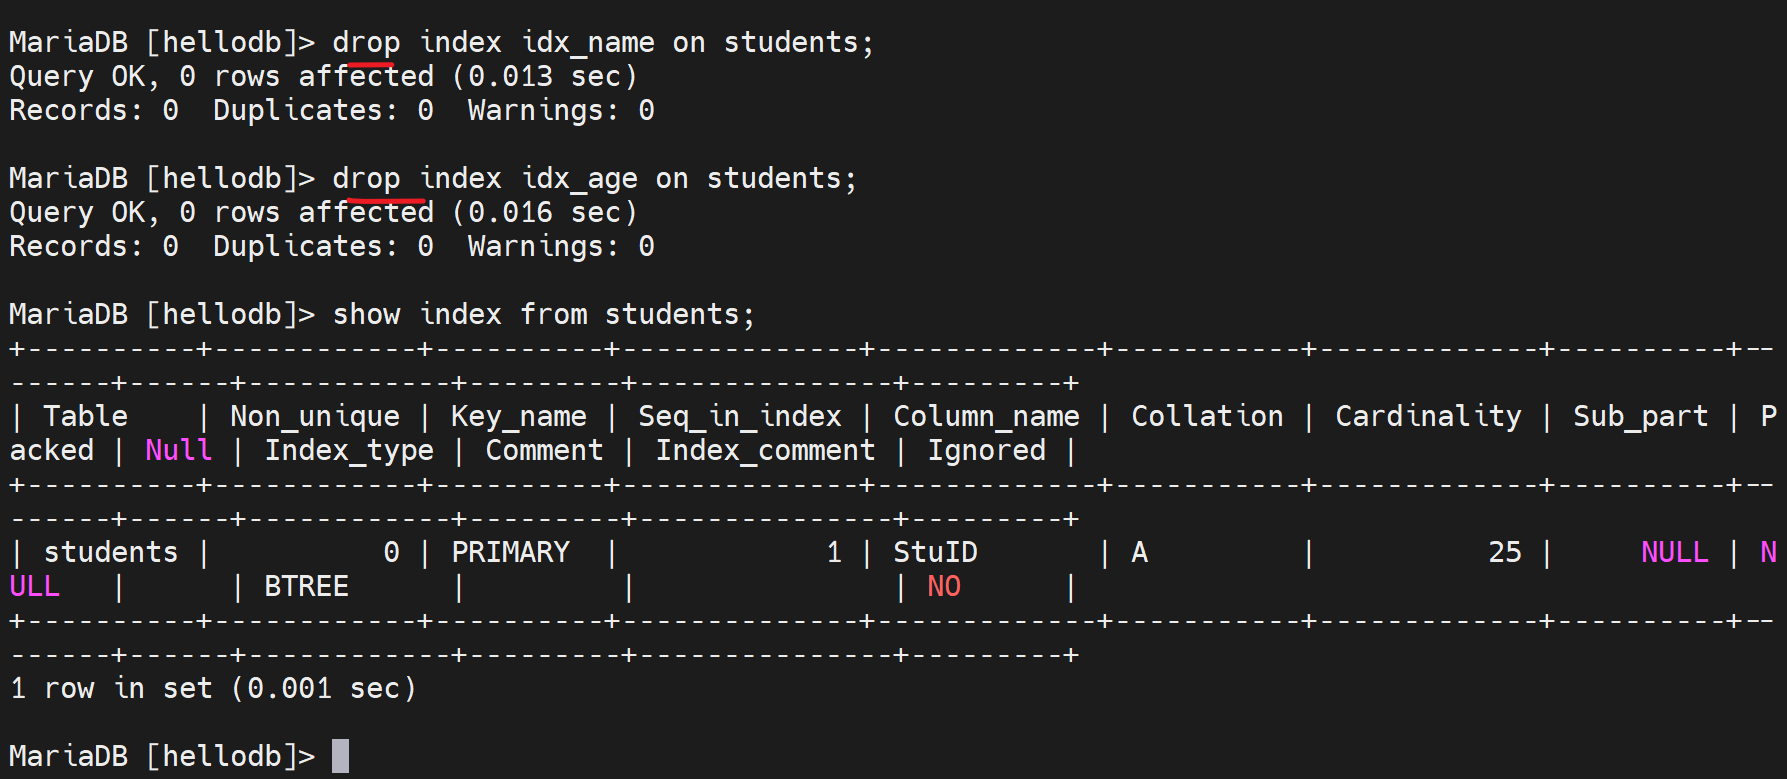 MariaDB [hellodb]> drop index idx_name on students;
Query OK, 0 rows affected (0.013 sec)
Records: 0  Duplicates: 0  Warnings: 0

MariaDB [hellodb]> drop index idx_age on students;
Query OK, 0 rows affected (0.016 sec)
Records: 0  Duplicates: 0  Warnings: 0

MariaDB [hellodb]> show index from students;
+----------+------------+----------+--------------+-------------+-----------+-------------+----------+--
------+------+------------+---------+---------------+---------+
| Table    | Non_unique | Key_name | Seq_in_index | Column_name | Collation | Cardinality | Sub_part | P
acked | Null | Index_type | Comment | Index_comment | Ignored |
+----------+------------+----------+--------------+-------------+-----------+-------------+----------+--
------+------+------------+---------+---------------+---------+
| students |          0 | PRIMARY  |            1 | StuID       | A         |          25 |     NULL | N
ULL   |      | BTREE      |         |               | NO      |
+----------+------------+----------+--------------+-------------+-----------+-------------+----------+--
------+------+------------+---------+---------------+---------+
1 row in set (0.001 sec)

MariaDB [hellodb]>